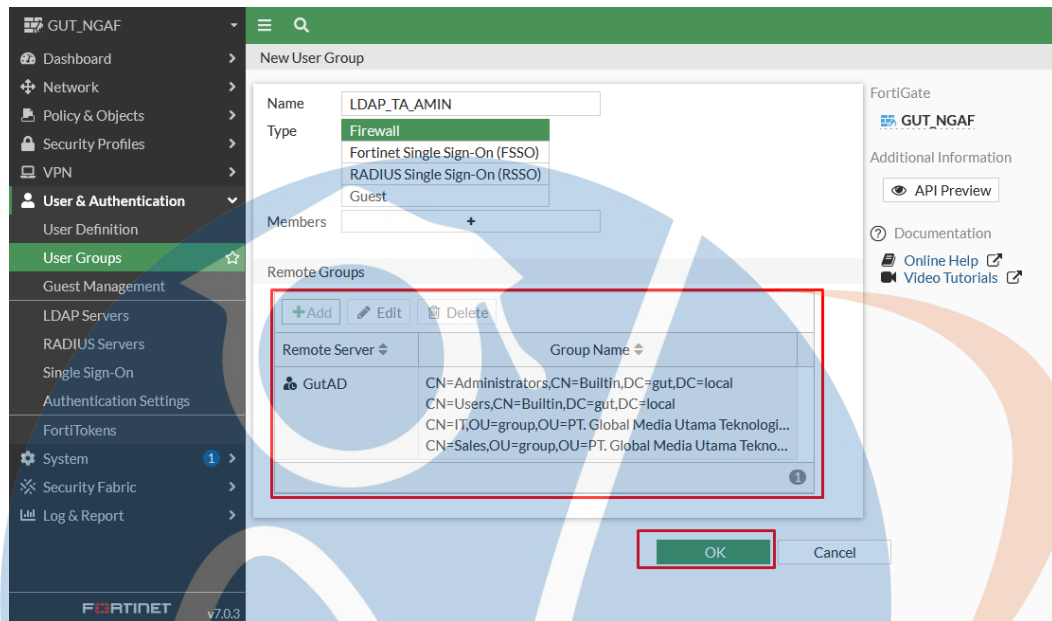 GUT_NGAF
Dashboard
Network
Policy & Objects
Security Profiles
VPN
User & Authentication
User Definition
User Groups
Guest Management
LDAP Servers
RADIUS Servers
Single Sign-On
Authentication Settings
FortiTokens
System 1
Security Fabric
Log & Report
FORTINET v7.0.3
New User Group
Name LDAP_TA_AMIN
Type Firewall
Fortinet Single Sign-On (FSSO)
RADIUS Single Sign-On (RSSO)
Guest
Members +
Remote Groups
+Add Edit Delete
Remote Server Group Name
GutAD CN=Administrators,CN=Builtin,DC=gut,DC=local
CN=Users,CN=Builtin,DC=gut,DC=local
CN=IT,OU=group,OU=PT. Global Media Utama Teknologi...
CN=Sales,OU=group,OU=PT. Global Media Utama Tekno...
1
OK Cancel
FortiGate
GUT_NGAF
Additional Information
API Preview
Documentation
Online Help
Video Tutorials